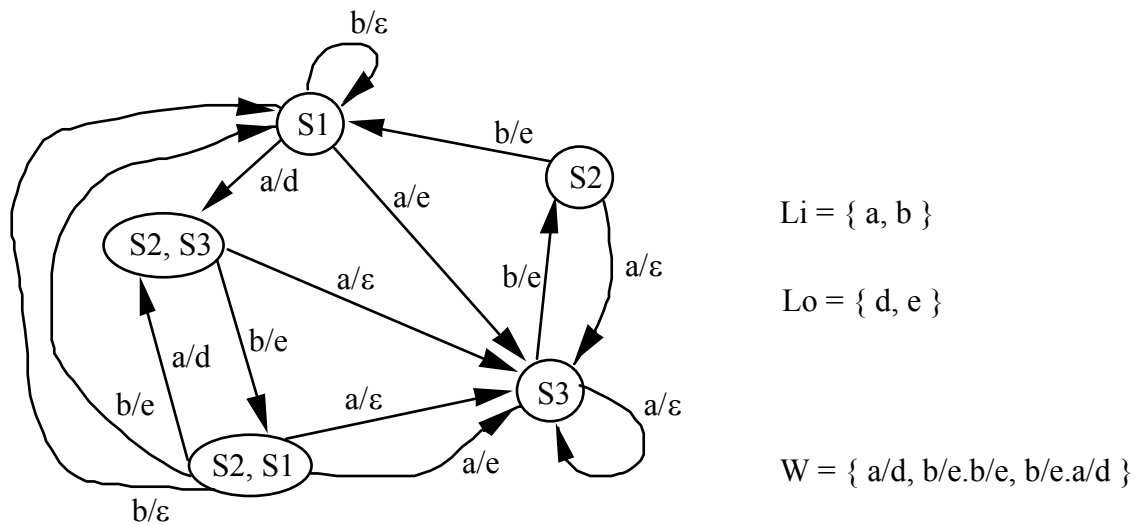 b/ε
S1
b/e
S2
a/d
a/e
Li = { a, b }
S2, S3
a/ε
b/e
a/ε
Lo = { d, e }
a/d
b/e
a/ε
S3
a/ε
b/e
S2, S1
a/e
W = { a/d, b/e.b/e, b/e.a/d }
b/ε